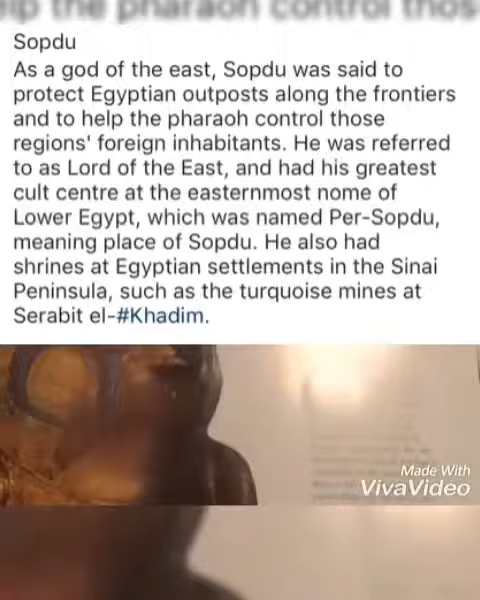 the pharaoh control
Sopdu
As a god of the east, Sopdu was said to
protect Egyptian outposts along the frontiers
and to help the pharaoh control those
regions' foreign inhabitants. He was referred
to as Lord of the East, and had his greatest
cult centre at the easternmost nome of
Lower Egypt, which was named Per-Sopdu,
meaning place of Sopdu. He also had
shrines at Egyptian settlements in the Sinai
Peninsula, such as the turquoise mines at
Serabit el-#Khadim.
Made With
VivaVideo